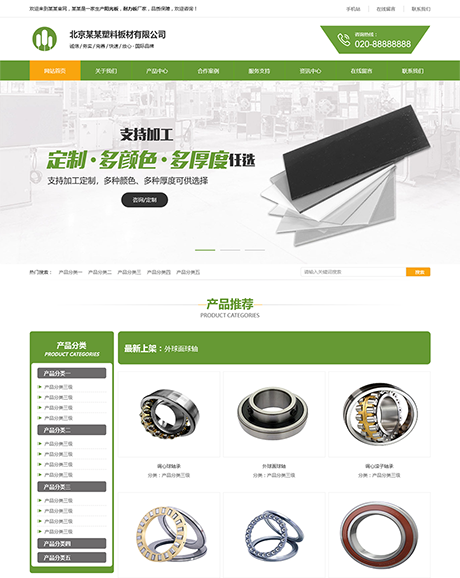 欢迎来到某某官网，某某是一家生产阳光板，耐力板厂家，品质保障，欢迎咨询！
手机站 在线留言 联系我们
北京某某塑料板材有限公司
咨询热线：
020-88888888
网站首页 关于我们 产品中心 合作案例 服务支持 资讯中心 在线留言 联系我们
支持加工
定制·多颜色·多厚度任选
支持加工定制，多种颜色、多种厚度可供选择
咨询/定制
热门搜索： 产品分类一 产品分类二 产品分类三 产品分类四 产品分类五
请输入关键词搜索 搜索
产品推荐
PRODUCT CATEGORIES
产品分类
PRODUCT CATEGORIES
最新上架：外球面球轴
产品分类一
产品分类三级
产品分类三级
产品分类三级
产品分类三级
产品分类二
产品分类三级
产品分类三级
产品分类三级
产品分类三级
产品分类三
产品分类三级
产品分类三级
产品分类三级
产品分类三级
产品分类四
产品分类五
调心球轴承
分类：产品分类三级
外球面球轴
分类：产品分类三级
调心滚子轴承
分类：产品分类三级